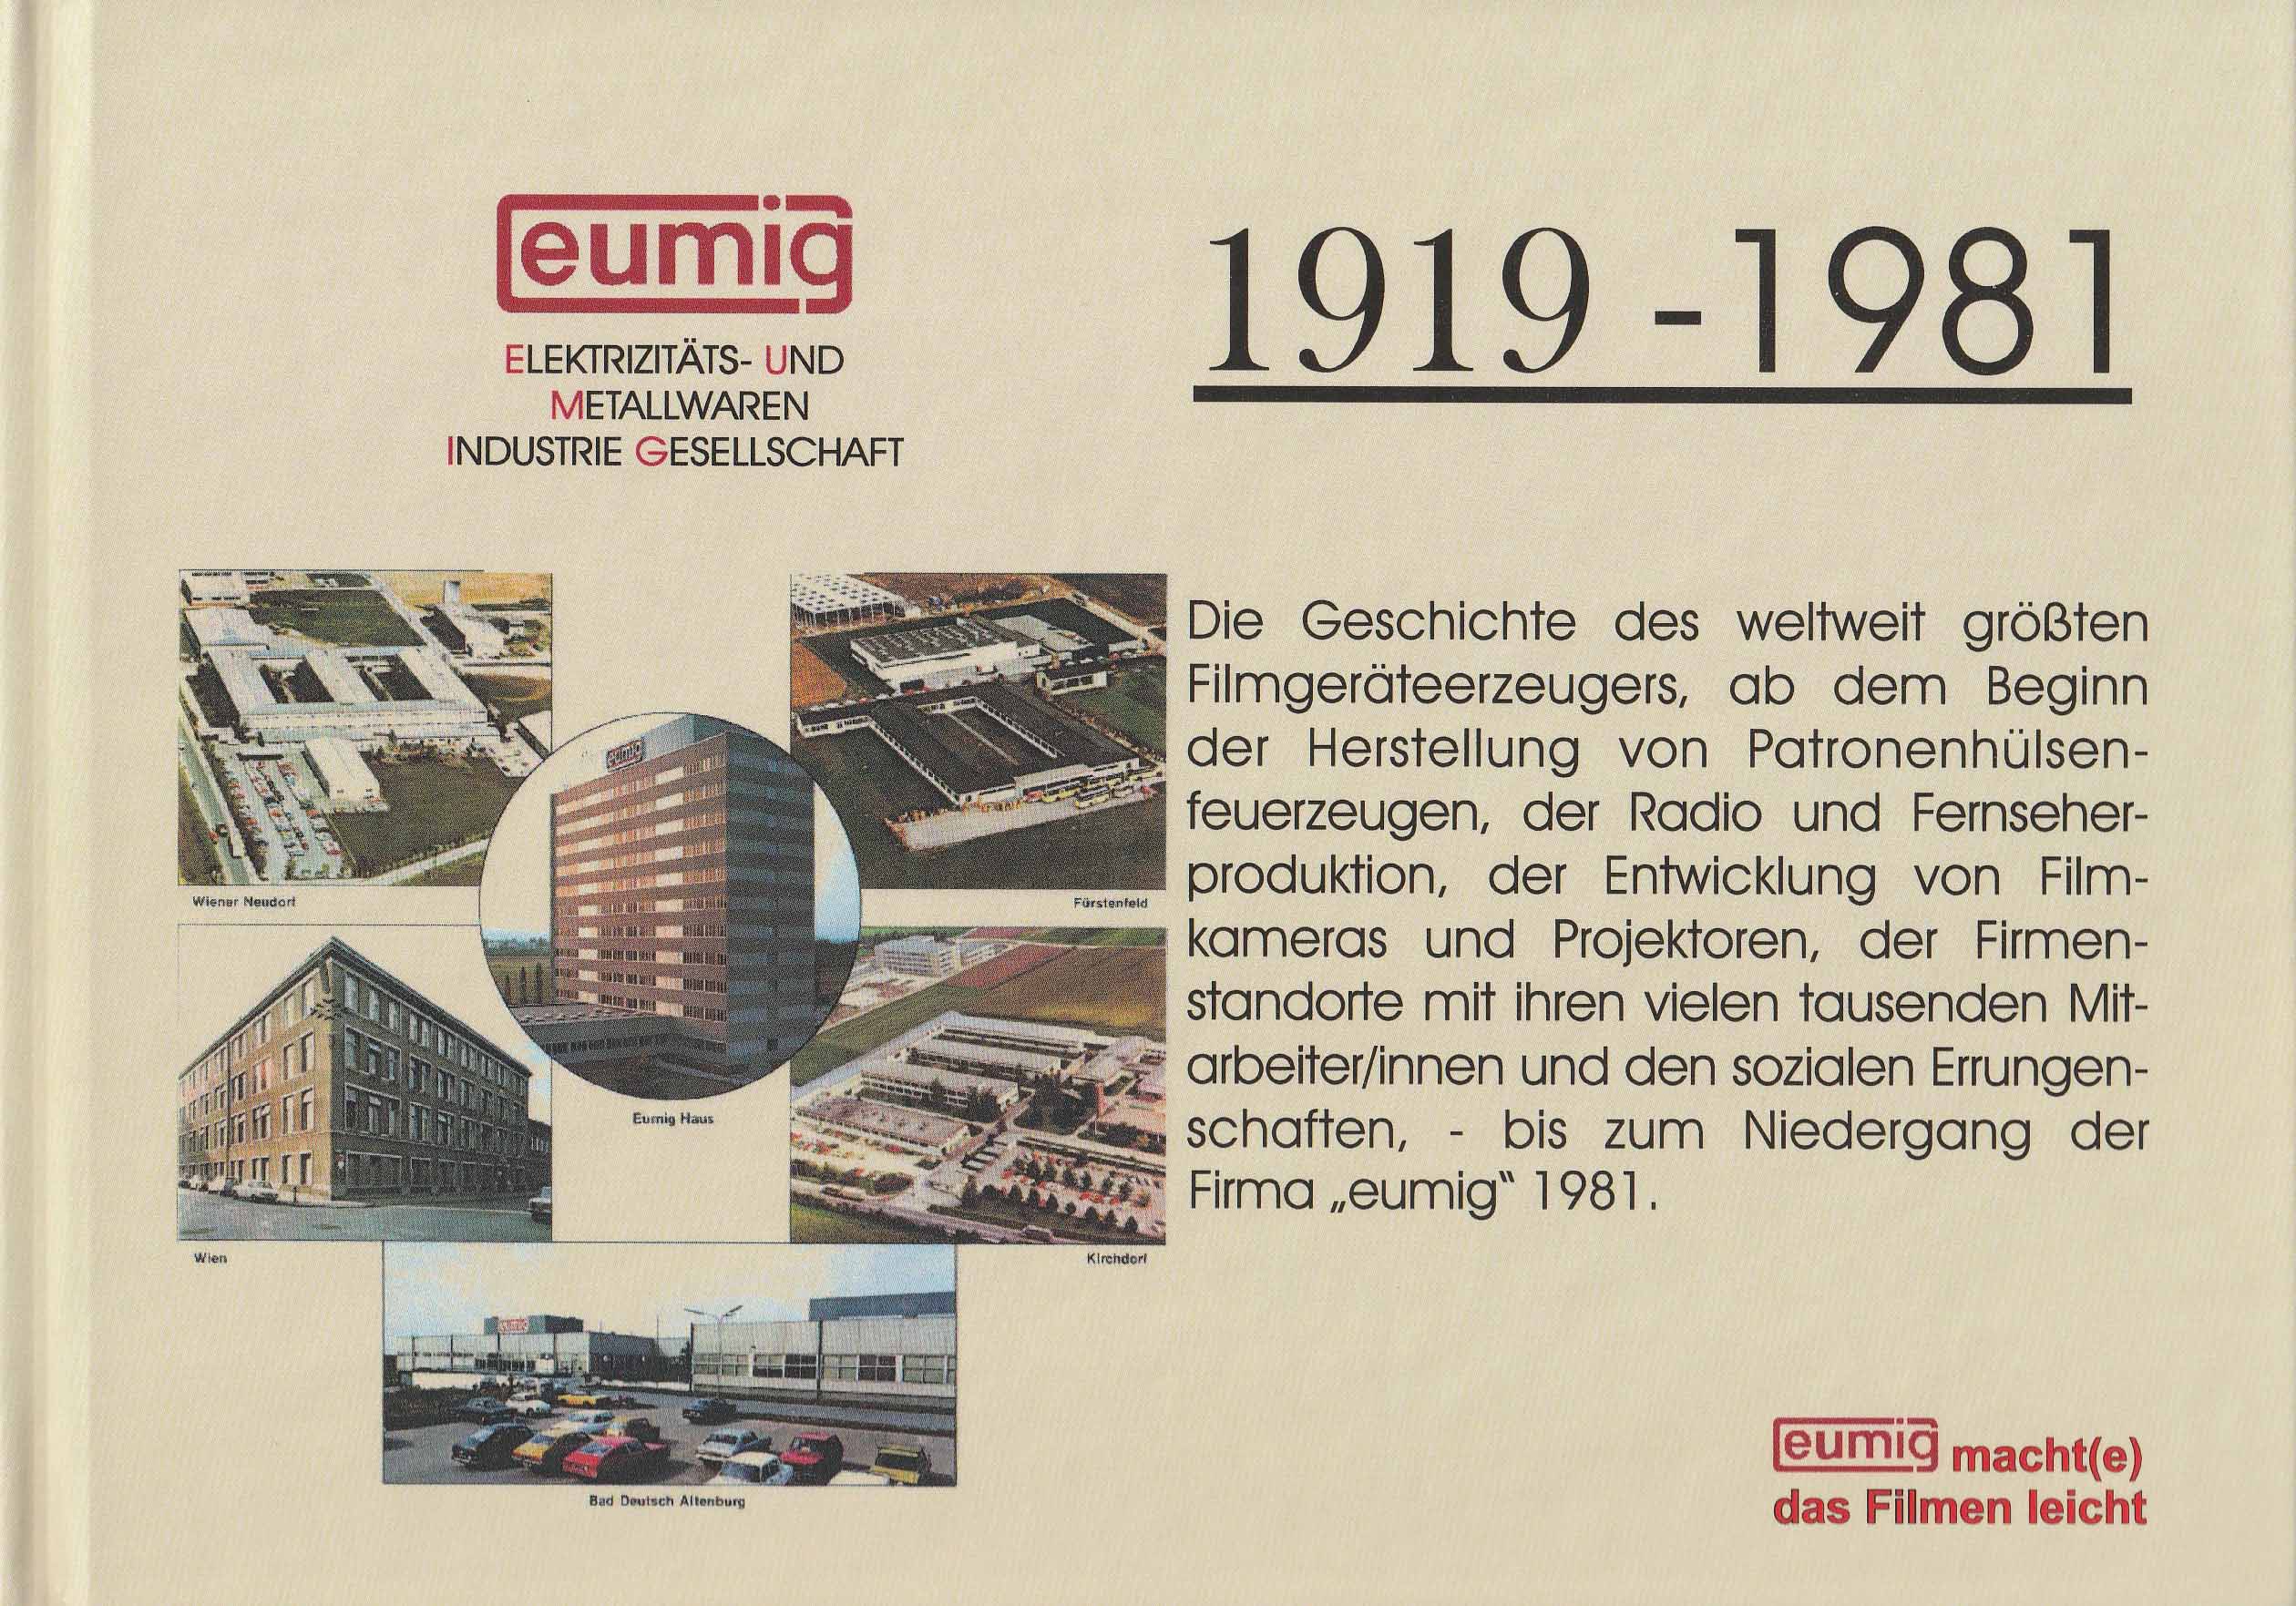 eumig
ELEKTRIZITÄTS- UND
METALLWAREN
INDUSTRIE GESELLSCHAFT
1919 - 1981
Wiener Neudorf
Fürstenfeld
eumig
Eumig Haus
Wien
Kirchdorf
eumig
Bad Deutsch Altenburg
Die Geschichte des weltweit größten
Filmgeräteerzeugers, ab dem Beginn
der Herstellung von Patronenhülsen-
feuerzeugen, der Radio und Fernseher-
produktion, der Entwicklung von Film-
kameras und Projektoren, der Firmen-
standorte mit ihren vielen tausenden Mit-
arbeiter/innen und den sozialen Errungen-
schaften, - bis zum Niedergang der
Firma „eumig“ 1981.
eumig macht(e)
das Filmen leicht